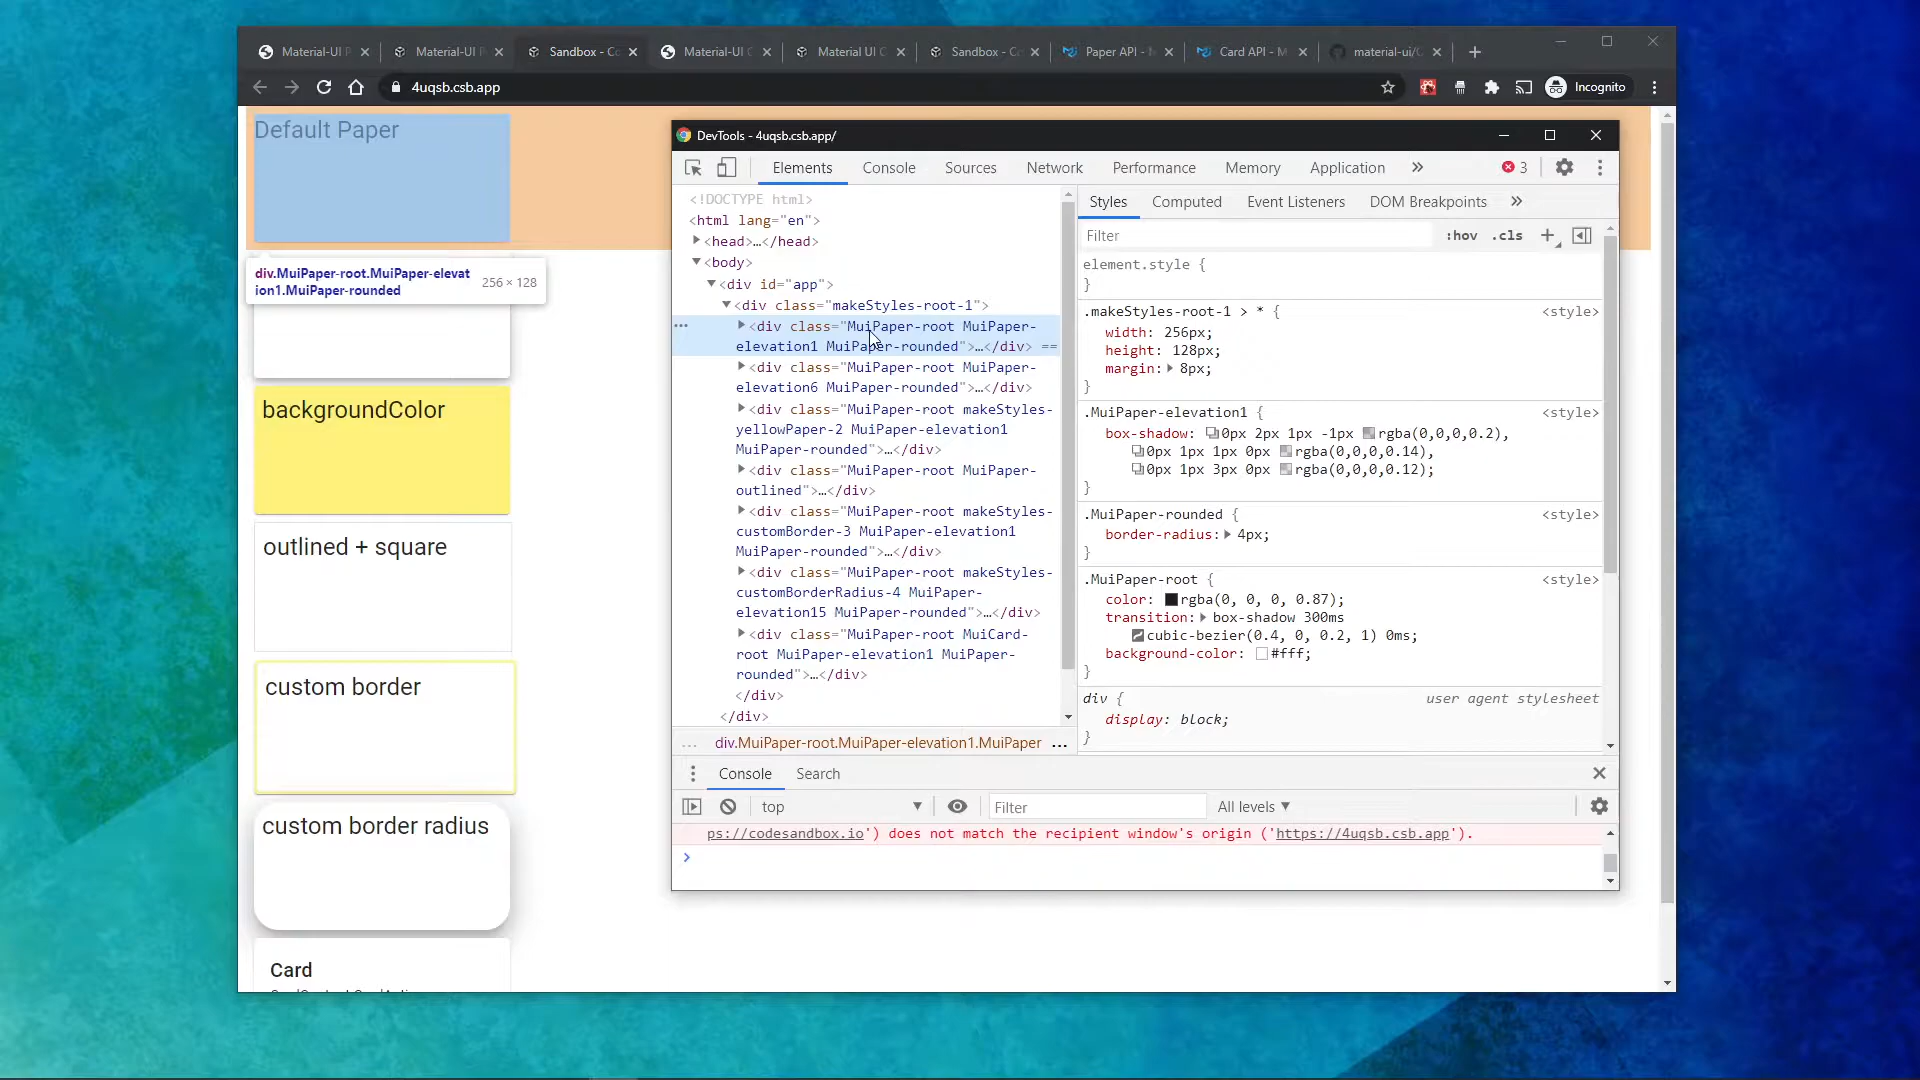 Material-UI P
Material-UI P
Sandbox - Co
Material-UI C
Material UI C
Sandbox - Co
Paper API - M
Card API - M
material-ui/C
4uqsb.csb.app
Incognito
Default Paper
div.MuiPaper-root.MuiPaper-elevat
ion1.MuiPaper-rounded
256 × 128
backgroundColor
outlined + square
custom border
custom border radius
Card
DevTools - 4uqsb.csb.app/
Elements
Console
Sources
Network
Performance
Memory
Application
»
3
<!DOCTYPE html>
<html lang="en">
<head>…</head>
<body>
<div id="app">
<div class="makeStyles-root-1">
<div class="MuiPaper-root MuiPaper-
elevation1 MuiPaper-rounded">…</div> ==
<div class="MuiPaper-root MuiPaper-
elevation6 MuiPaper-rounded">…</div>
<div class="MuiPaper-root makeStyles-
yellowPaper-2 MuiPaper-elevation1
MuiPaper-rounded">…</div>
<div class="MuiPaper-root MuiPaper-
outlined">…</div>
<div class="MuiPaper-root makeStyles-
customBorder-3 MuiPaper-elevation1
MuiPaper-rounded">…</div>
<div class="MuiPaper-root makeStyles-
customBorderRadius-4 MuiPaper-
elevation15 MuiPaper-rounded">…</div>
<div class="MuiPaper-root MuiCard-
root MuiPaper-elevation1 MuiPaper-
rounded">…</div>
</div>
</div>
... div.MuiPaper-root.MuiPaper-elevation1.MuiPaper ...
Styles
Computed
Event Listeners
DOM Breakpoints
»
Filter
:hov
.cls
+
element.style {
}
.makeStyles-root-1 > * {
<style>
width: 256px;
height: 128px;
margin: 8px;
}
.MuiPaper-elevation1 {
<style>
box-shadow: 0px 2px 1px -1px rgba(0,0,0,0.2),
0px 1px 1px 0px rgba(0,0,0,0.14),
0px 1px 3px 0px rgba(0,0,0,0.12);
}
.MuiPaper-rounded {
<style>
border-radius: 4px;
}
.MuiPaper-root {
<style>
color: rgba(0, 0, 0, 0.87);
transition: box-shadow 300ms
cubic-bezier(0.4, 0, 0.2, 1) 0ms;
background-color: #fff;
}
div {
user agent stylesheet
display: block;
}
Console
Search
top
Filter
All levels
ps://codesandbox.io') does not match the recipient window's origin ('https://4uqsb.csb.app').
>